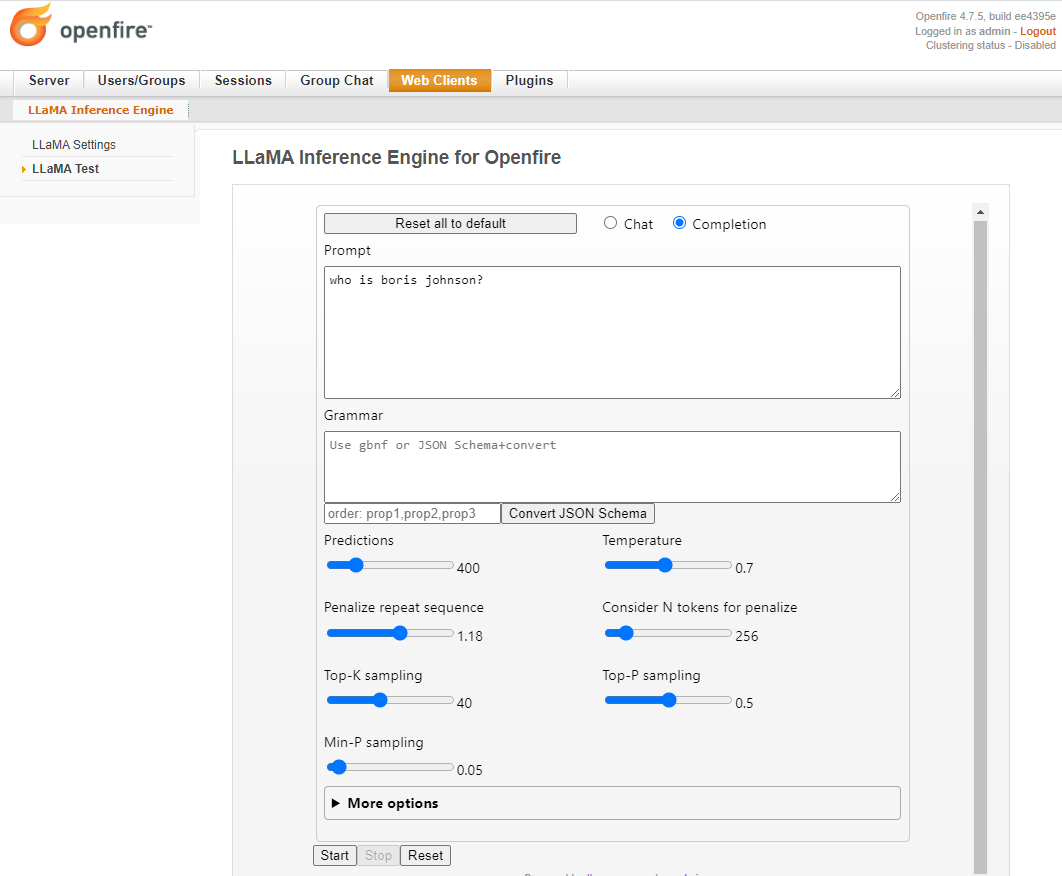 openfire™
Openfire 4.7.5, build ee4395e
Logged in as admin - Logout
Clustering status - Disabled
Server Users/Groups Sessions Group Chat Web Clients Plugins
LLaMA Inference Engine
LLaMA Settings
LLaMA Test
LLaMA Inference Engine for Openfire
Reset all to default Chat Completion
Prompt
who is boris johnson?
Grammar
Use gbnf or JSON Schema+convert
order: prop1,prop2,prop3 Convert JSON Schema
Predictions Temperature
400 0.7
Penalize repeat sequence Consider N tokens for penalize
1.18 256
Top-K sampling Top-P sampling
40 0.5
Min-P sampling
0.05
More options
Start Stop Reset